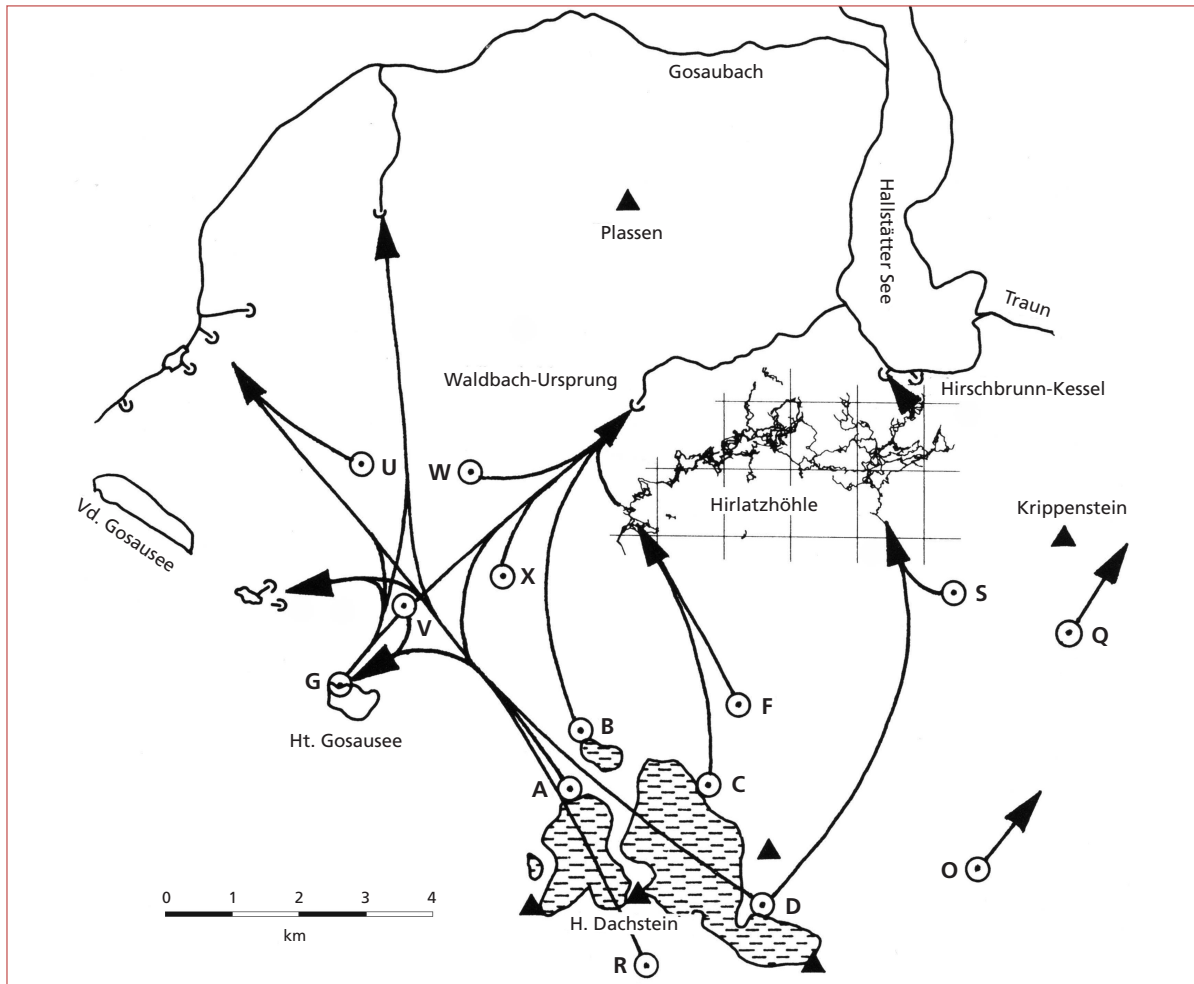 Gosaubach
Plassen
Hallstätter See
Traun
Waldbach-Ursprung
Hirschbrunn-Kessel
U
W
Vd. Gosausee
Hirlatzhöhle
Krippenstein
X
S
V
Q
G
F
B
Ht. Gosausee
A
C
O
0 1 2 3 4
D
H. Dachstein
km
R